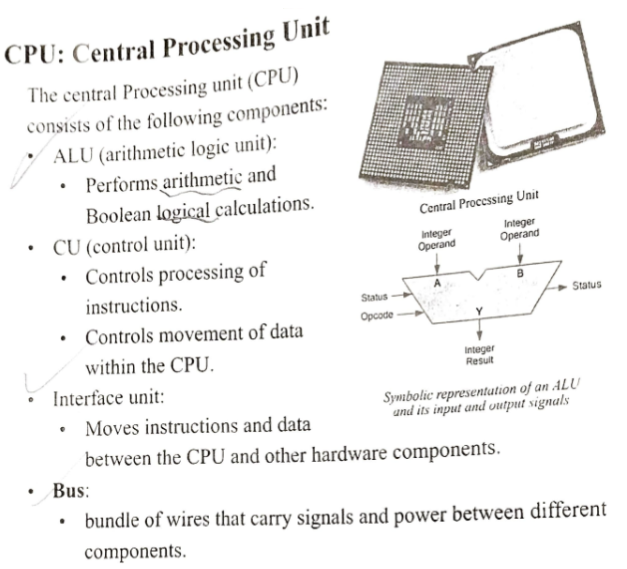 CPU: Central Processing Unit
The central Processing unit (CPU)
consists of the following components:
• ALU (arithmetic logic unit):
• Performs arithmetic and
Boolean logical calculations.
• CU (control unit):
• Controls processing of
instructions.
• Controls movement of data
within the CPU.
• Interface unit:
• Moves instructions and data
between the CPU and other hardware components.
• Bus:
• bundle of wires that carry signals and power between different
components.
Central Processing Unit
Integer
Operand
Integer
Operand
A
B
Status
Opcode
Status
Y
Integer
Result
Symbolic representation of an ALU
and its input and output signals